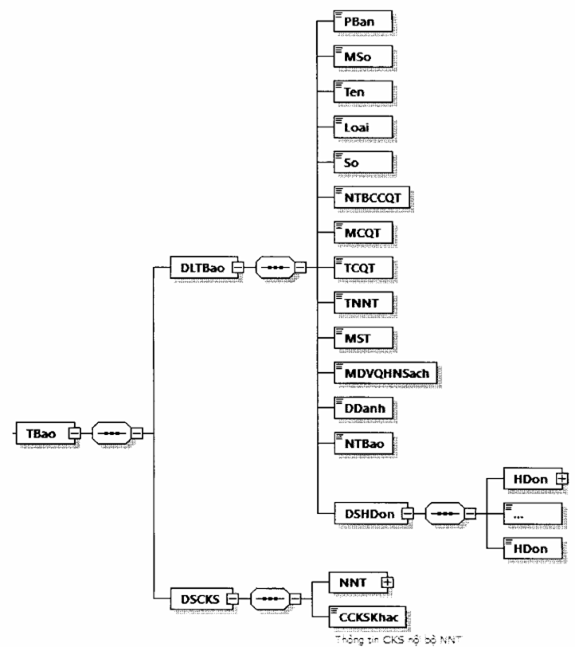 PBan
MSo
Ten
Loai
So
NTBCCQT
MCQT
DLTBao
TCQT
TNNT
MST
MDVQHNSach
DDanh
TBao
NTBao
HDon
DSHDon
...
HDon
NNT
DSCKS
CCKSKhac
Thông tin CKS nội bộ NNT